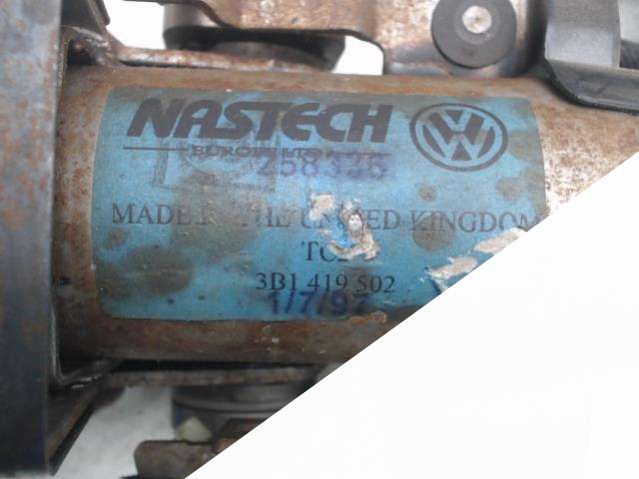 NASTECH
EUROPE LTD
258336
MADE IN THE UNITED KINGDOM
3B1 419 502
1/7/97